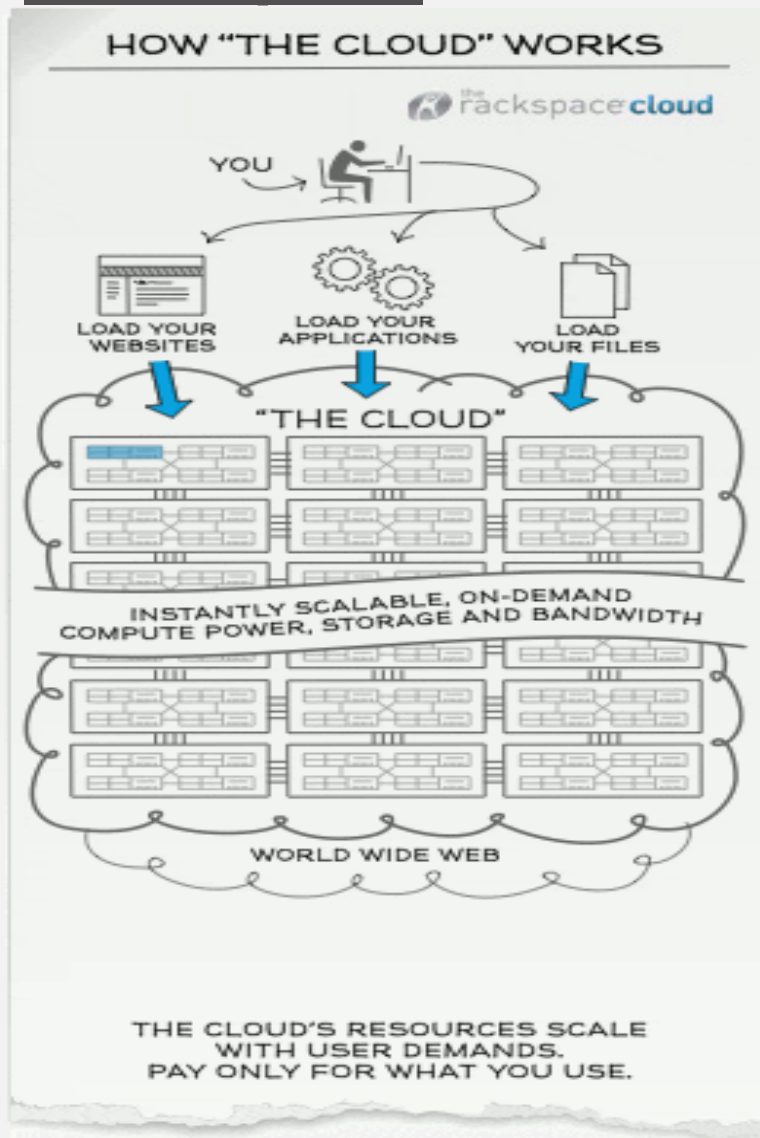 HOW "THE CLOUD" WORKS
the
rackspace cloud
YOU
LOAD YOUR
WEBSITES
LOAD YOUR
APPLICATIONS
LOAD
YOUR FILES
"THE CLOUD"
INSTANTLY SCALABLE, ON-DEMAND
COMPUTE POWER, STORAGE AND BANDWIDTH
WORLD WIDE WEB
THE CLOUD'S RESOURCES SCALE
WITH USER DEMANDS.
PAY ONLY FOR WHAT YOU USE.